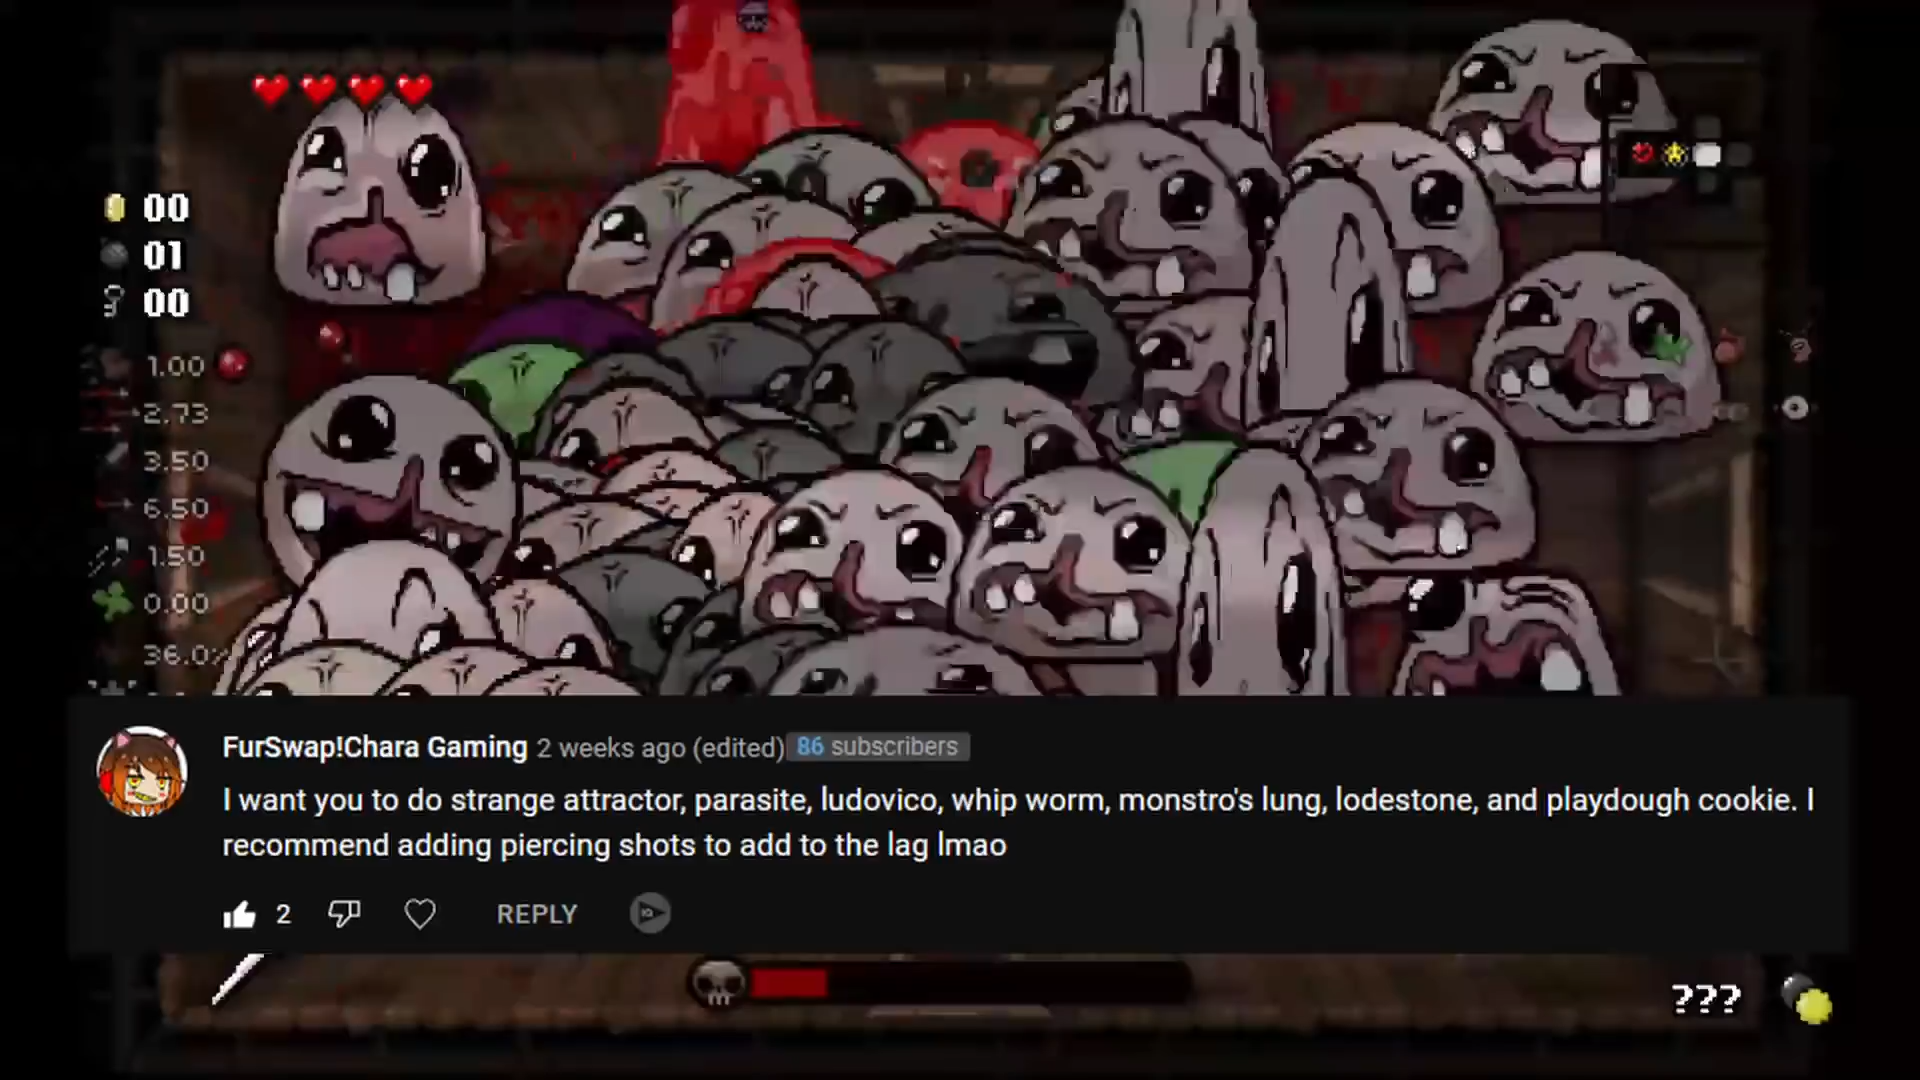 00
01
00
1.00
2.73
3.50
6.50
1.50
0.00
36.0%
FurSwap!Chara Gaming 2 weeks ago (edited) 86 subscribers
I want you to do strange attractor, parasite, ludovico, whip worm, monstro's lung, lodestone, and playdough cookie. I
recommend adding piercing shots to add to the lag lmao
2 REPLY
???